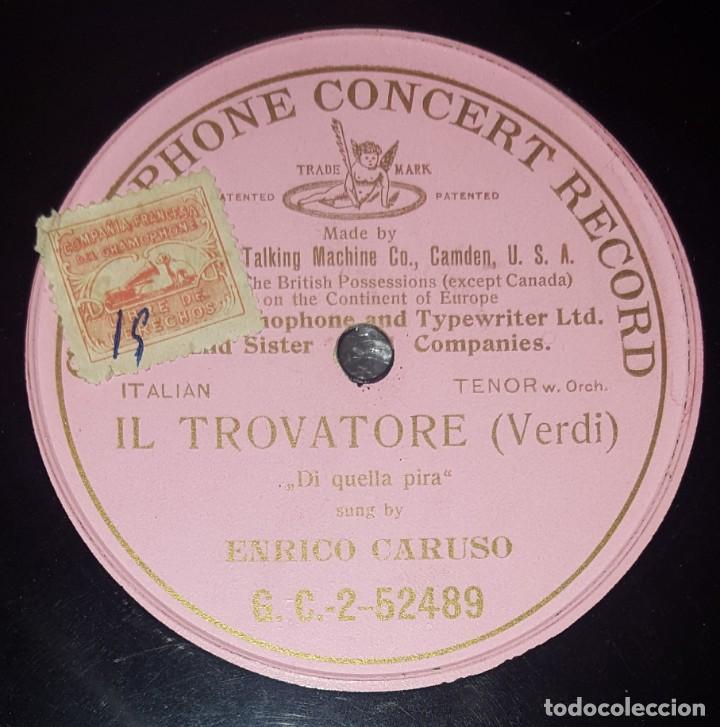 PHONE CONCERT RECORD
TRADE MARK
PATENTED PATENTED
Made by
Talking Machine Co., Camden, U. S. A.
The British Possessions (except Canada)
on the Continent of Europe
and Typewriter Ltd.
Sister Companies.
COMPAÑIA FRANCESA
DEL GRAMOPHONE
DE
15
ITALIAN TENOR w. Orch.
IL TROVATORE (Verdi)
„Di quella pira“
sung by
ENRICO CARUSO
G. C.-2-52489
todocoleccion